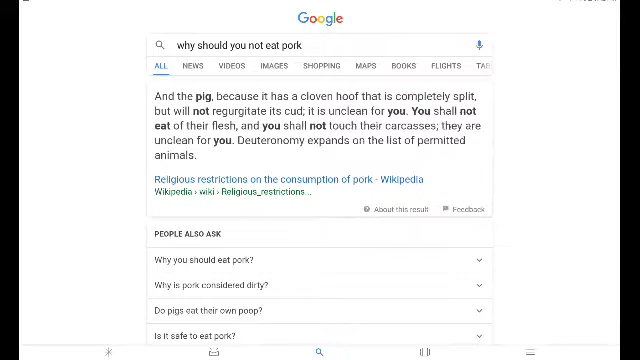 Google
why should you not eat pork
ALL NEWS VIDEOS IMAGES SHOPPING MAPS BOOKS FLIGHTS TAB
And the pig, because it has a cloven hoof that is completely split,
but will not regurgitate its cud; it is unclean for you. You shall not
eat of their flesh, and you shall not touch their carcasses; they are
unclean for you. Deuteronomy expands on the list of permitted
animals.
Religious restrictions on the consumption of pork - Wikipedia
Wikipedia › wiki › Religious_restrictions...
About this result Feedback
PEOPLE ALSO ASK
Why you should eat pork?
Why is pork considered dirty?
Do pigs eat their own poop?
Is it safe to eat pork?